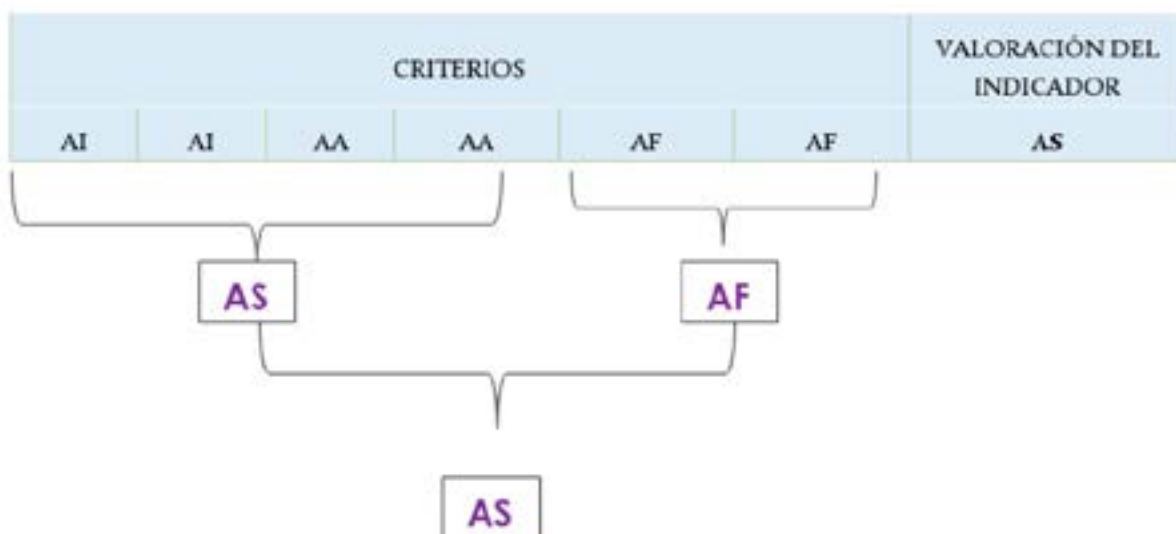 CRITERIOS
VALORACIÓN DEL
INDICADOR
AI AI AA AA AF AF AS
AS AF
AS